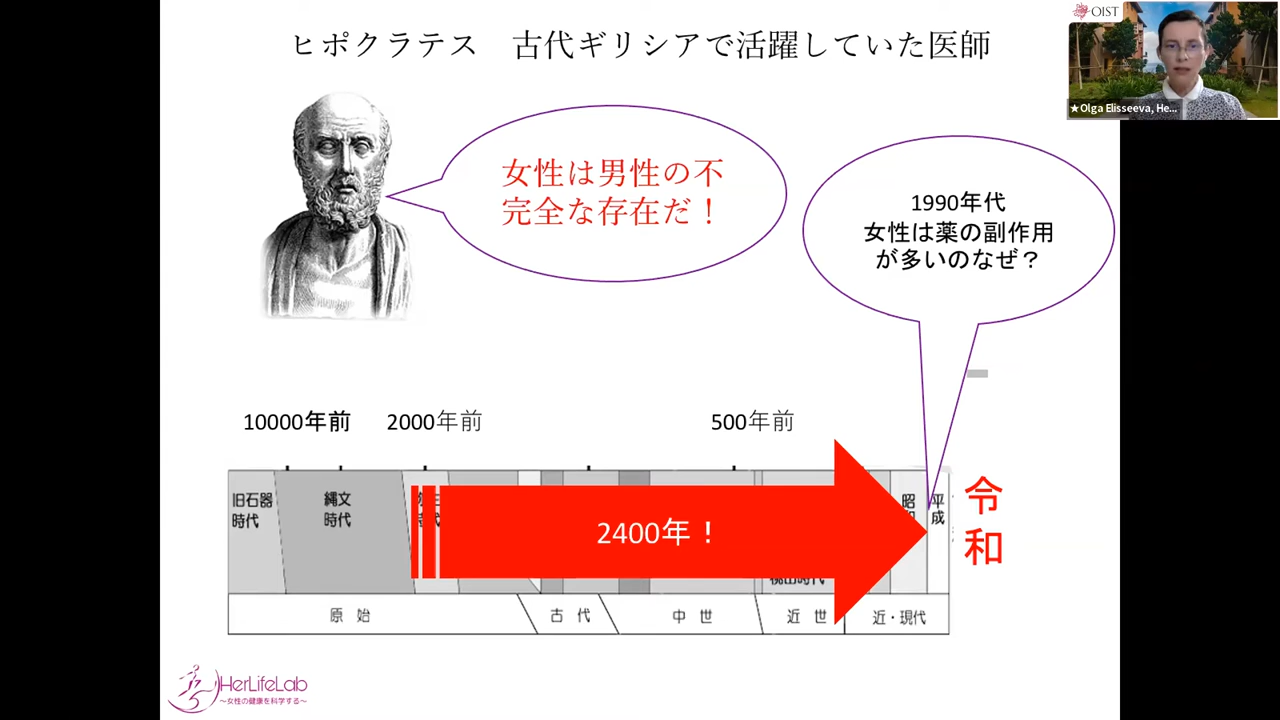 ヒポクラテス　古代ギリシアで活躍していた医師
OIST
★Olga Elisseeva, He...
女性は男性の不
完全な存在だ！
1990年代
女性は薬の副作用
が多いのなぜ？
10000年前
2000年前
500年前
旧石器
時代
縄文
時代
2400年！
昭
平
成
令
和
原始
古代
中世
近世
近・現代
HerLifeLab
～女性の健康を科学する～